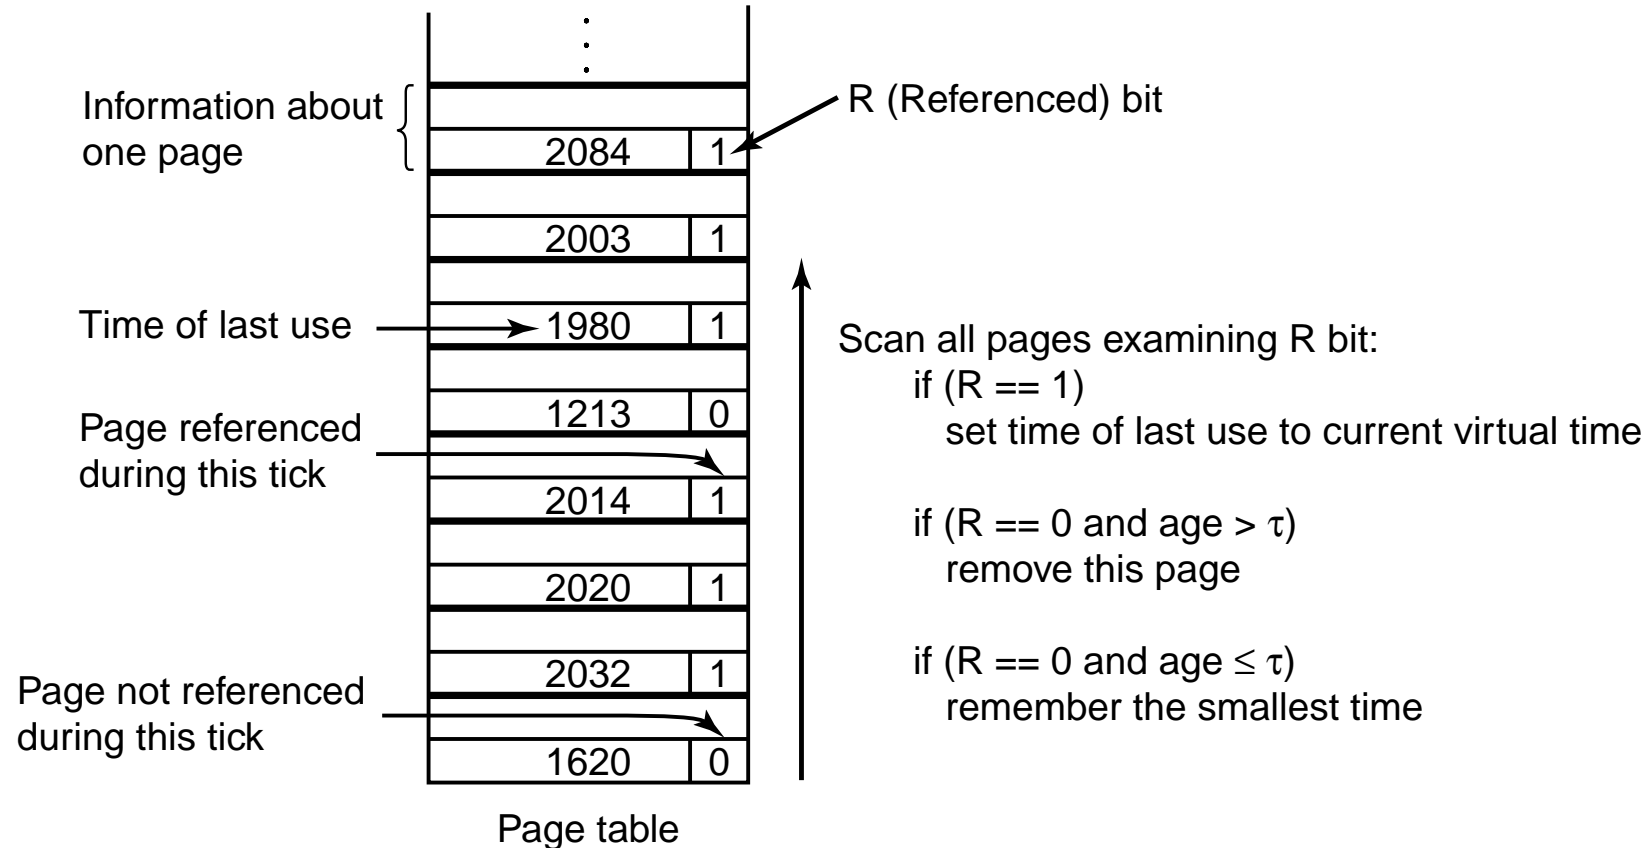 Information about
one page
R (Referenced) bit
2084 1
2003 1
Time of last use
1980 1
1213 0
Page referenced
during this tick
2014 1
2020 1
2032 1
Page not referenced
during this tick
1620 0
Page table
Scan all pages examining R bit:
if (R == 1)
set time of last use to current virtual time
if (R == 0 and age > τ)
remove this page
if (R == 0 and age ≤ τ)
remember the smallest time